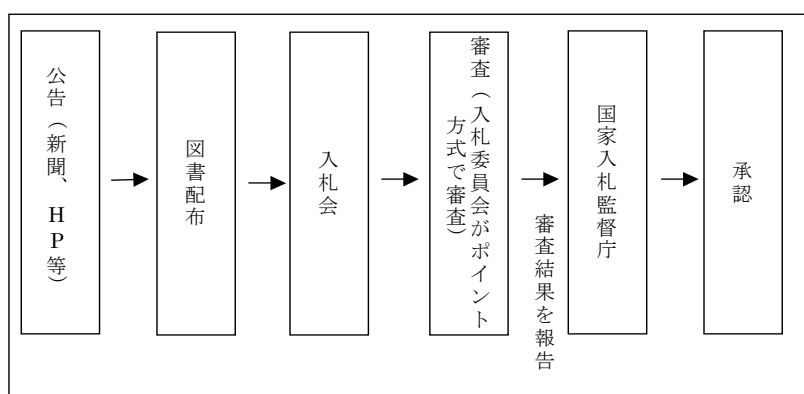 公告（新聞、HP等）
図書配布
入札会
審査（入札委員会がポイント
方式で審査）
審査結果を報告
国家入札監督庁
承認